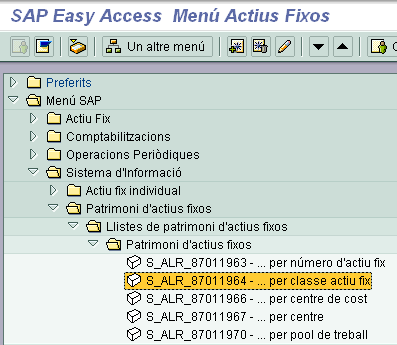 SAP Easy Access Menú Actius Fixos
Un altre menú
Preferits
Menú SAP
Actiu Fix
Comptabilitzacions
Operacions Periòdiques
Sistema d'Informació
Actiu fix individual
Patrimoni d'actius fixos
Llistes de patrimoni d'actius fixos
Patrimoni d'actius fixos
S_ALR_87011963 - ... per número d'actiu fix
S_ALR_87011964 - ... per classe actiu fix
S_ALR_87011966 - ... per centre de cost
S_ALR_87011967 - ... per centre
S_ALR_87011970 - ... per pool de treball